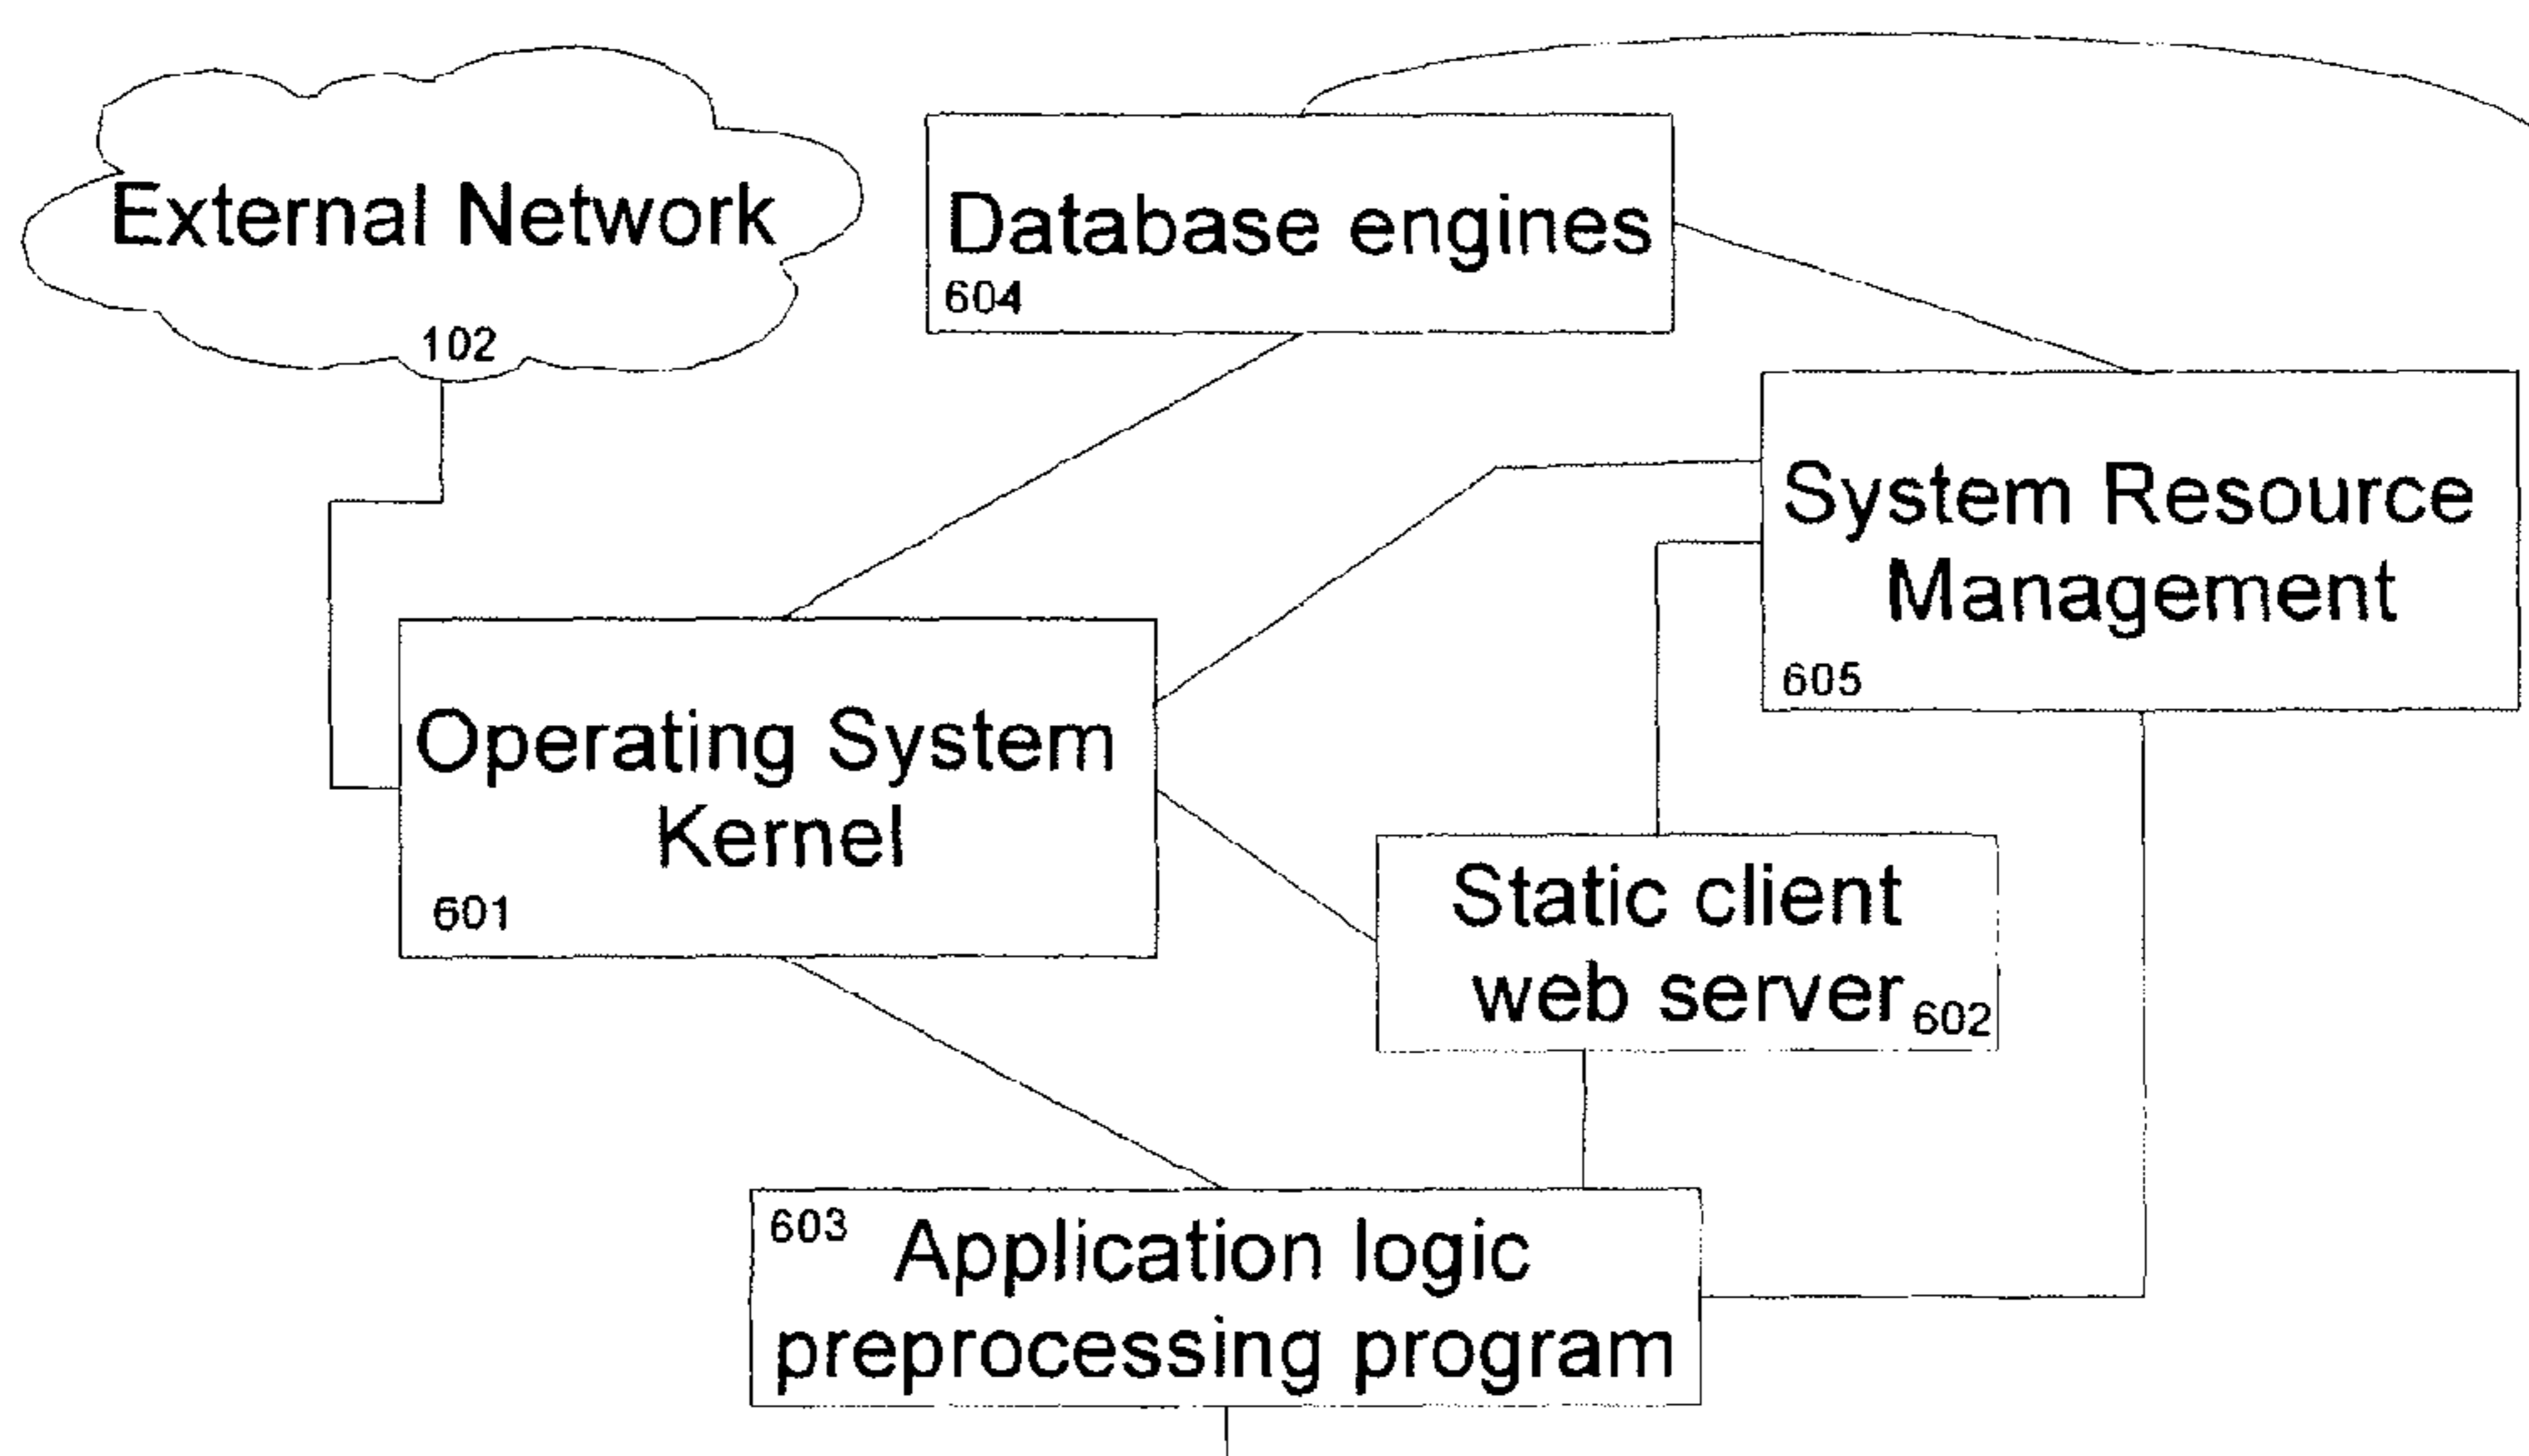 External Network
102
Database engines
604
System Resource
Management
605
Operating System
Kernel
601
Static client
web server
602
603
Application logic
preprocessing program